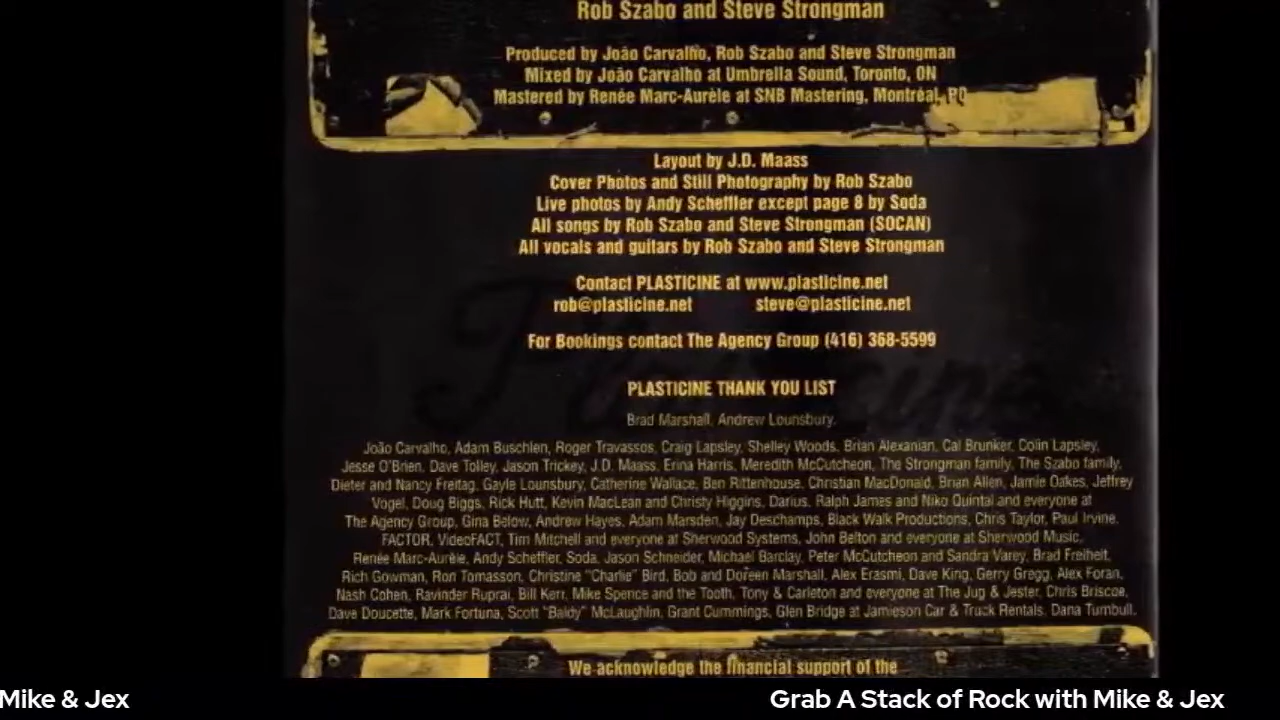 Rob Szabo and Steve Strongman
Produced by João Carvalho, Rob Szabo and Steve Strongman
Mixed by João Carvalho at Umbrella Sound, Toronto, ON
Mastered by Renée Marc-Aurèle at SNB Mastering, Montréal, PQ
Layout by J.D. Maass
Cover Photos and Still Photography by Rob Szabo
Live photos by Andy Scheffler except page 8 by Soda
All songs by Rob Szabo and Steve Strongman (SOCAN)
All vocals and guitars by Rob Szabo and Steve Strongman
Contact PLASTICINE at www.plasticine.net
rob@plasticine.net steve@plasticine.net
For Bookings contact The Agency Group (416) 368-5599
PLASTICINE THANK YOU LIST
Brad Marshall, Andrew Lounsbury.
João Carvalho, Adam Buschlen, Roger Travassos, Craig Lapsley, Shelley Woods, Brian Alexanian, Cal Brunker, Colin Lapsley,
Jesse O'Brien, Dave Tolley, Jason Trickey, J.D. Maass, Erina Harris, Meredith McCutcheon, The Strongman family, The Szabo family,
Dieter and Nancy Freitag, Gayle Lounsbury, Catherine Wallace, Ben Rittenhouse, Christian MacDonald, Brian Allen, Jamie Oakes, Jeffrey
Vogel, Doug Biggs, Rick Hutt, Kevin MacLean and Christy Higgins, Darius, Ralph James and Niko Quintal and everyone at
The Agency Group, Gina Below, Andrew Hayes, Adam Marsden, Jay Deschamps, Black Walk Productions, Chris Taylor, Paul Irvine,
FACTOR, VideoFACT, Tim Mitchell and everyone at Sherwood Systems, John Belton and everyone at Sherwood Music,
Renée Marc-Aurèle, Andy Scheffler, Soda, Jason Schneider, Michael Barclay, Peter McCutcheon and Sandra Varey, Brad Freiheit,
Rich Gowman, Ron Tomasson, Christine "Charlie" Bird, Bob and Doreen Marshall, Alex Erasmi, Dave King, Gerry Gregg, Alex Foran,
Nash Cohen, Ravinder Ruprai, Bill Kerr, Mike Spence and the Tooth, Tony & Carleton and everyone at The Jug & Jester, Chris Briscoe,
Dave Doucette, Mark Fortuna, Scott "Baldy" McLaughlin, Grant Cummings, Glen Bridge at Jamieson Car & Truck Rentals, Dana Turnbull.
We acknowledge the financial support of the
Mike & Jex
Grab A Stack of Rock with Mike & Jex